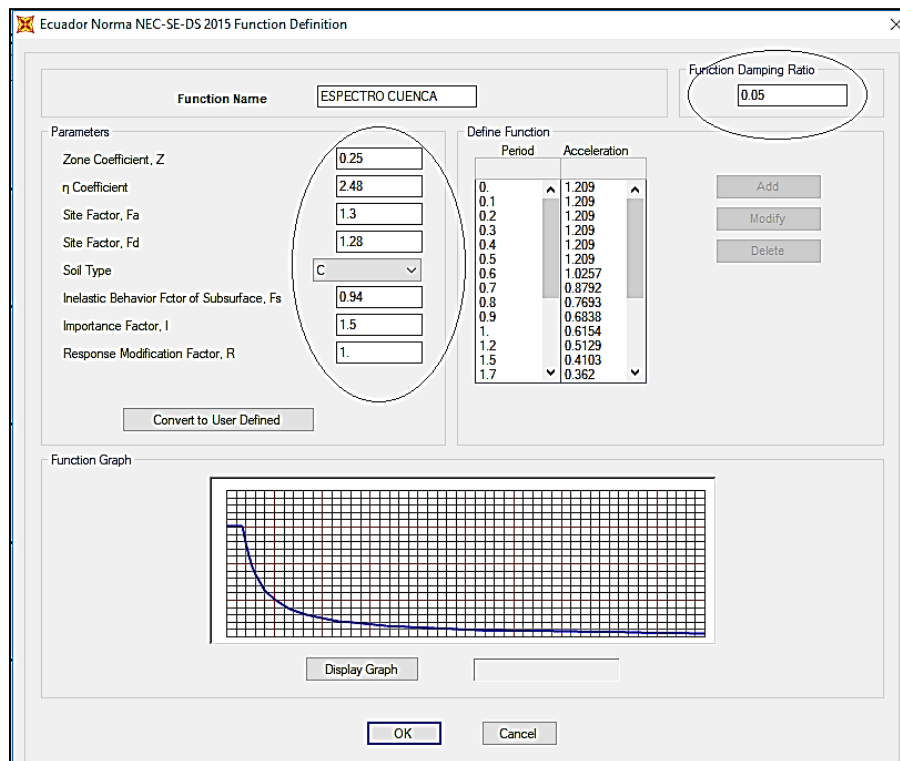 Ecuador Norma NEC-SE-DS 2015 Function Definition
Function Damping Ratio
Function Name ESPECTRO CUENCA 0.05
Parameters
Zone Coefficient, Z 0.25
η Coefficient 2.48
Site Factor, Fa 1.3
Site Factor, Fd 1.28
Soil Type C
Inelastic Behavior Fctor of Subsurface, Fs 0.94
Importance Factor, I 1.5
Response Modification Factor, R 1.
Convert to User Defined
Define Function
Period Acceleration
0. 1.209
0.1 1.209
0.2 1.209
0.3 1.209
0.4 1.209
0.5 1.209
0.6 1.0257
0.7 0.8792
0.8 0.7693
0.9 0.6838
1. 0.6154
1.2 0.5129
1.5 0.4103
1.7 0.362
Add
Modify
Delete
Function Graph
Display Graph
OK Cancel